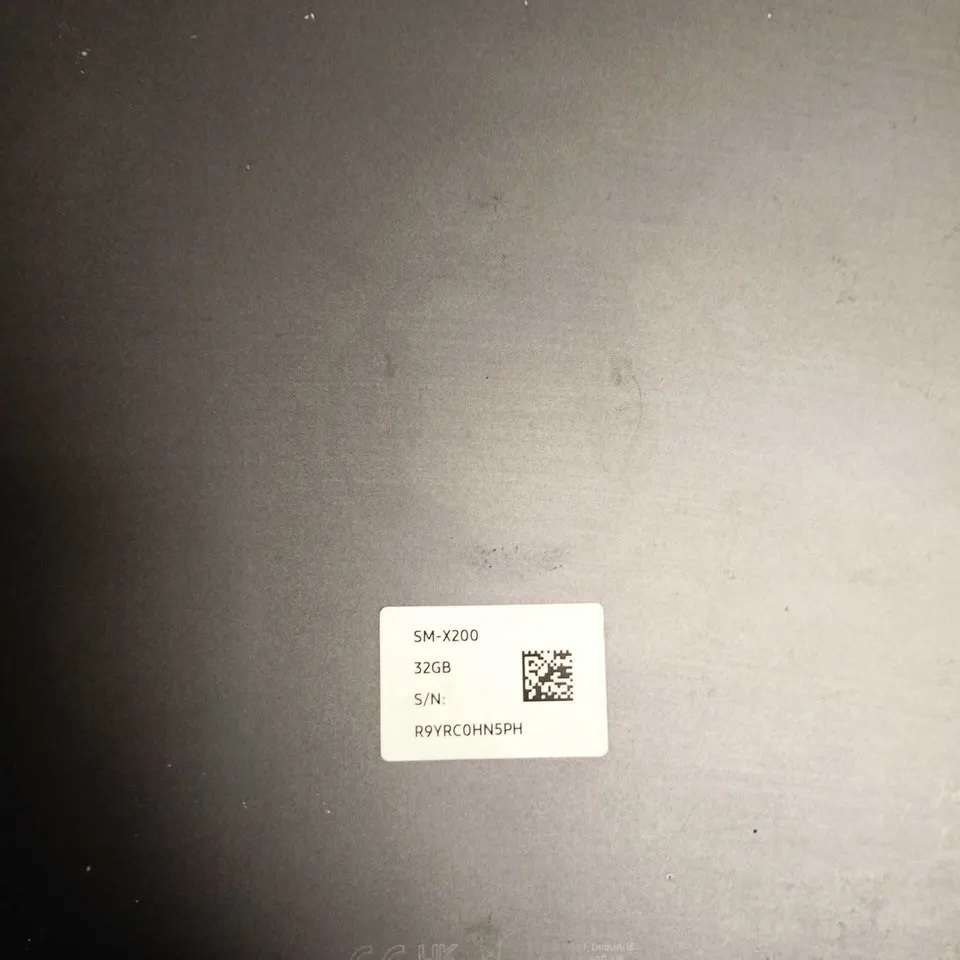 SM-X200
32GB
S/N:
R9YRC0HN5PH